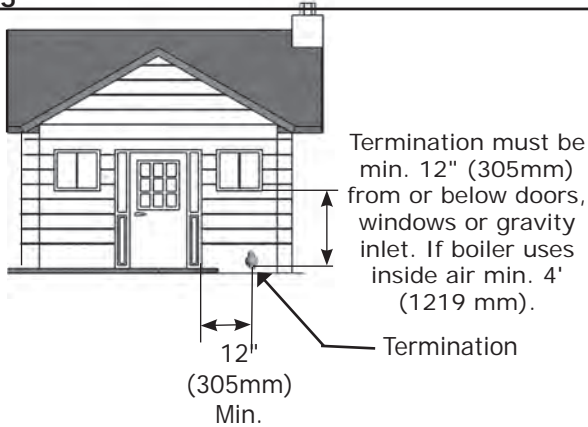 Termination must be
min. 12" (305mm)
from or below doors,
windows or gravity
inlet. If boiler uses
inside air min. 4'
(1219 mm).
Termination
12"
(305mm)
Min.